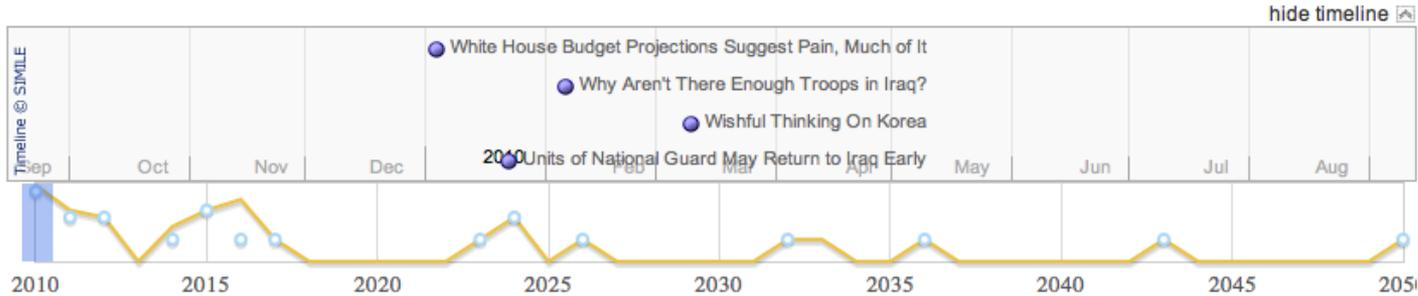 hide timeline
Timeline © SIMILE
White House Budget Projections Suggest Pain, Much of It
Why Aren't There Enough Troops in Iraq?
Wishful Thinking On Korea
Units of National Guard May Return to Iraq Early
Sep Oct Nov Dec 2010 Feb Mar Apr May Jun Jul Aug
2010 2015 2020 2025 2030 2035 2040 2045 205